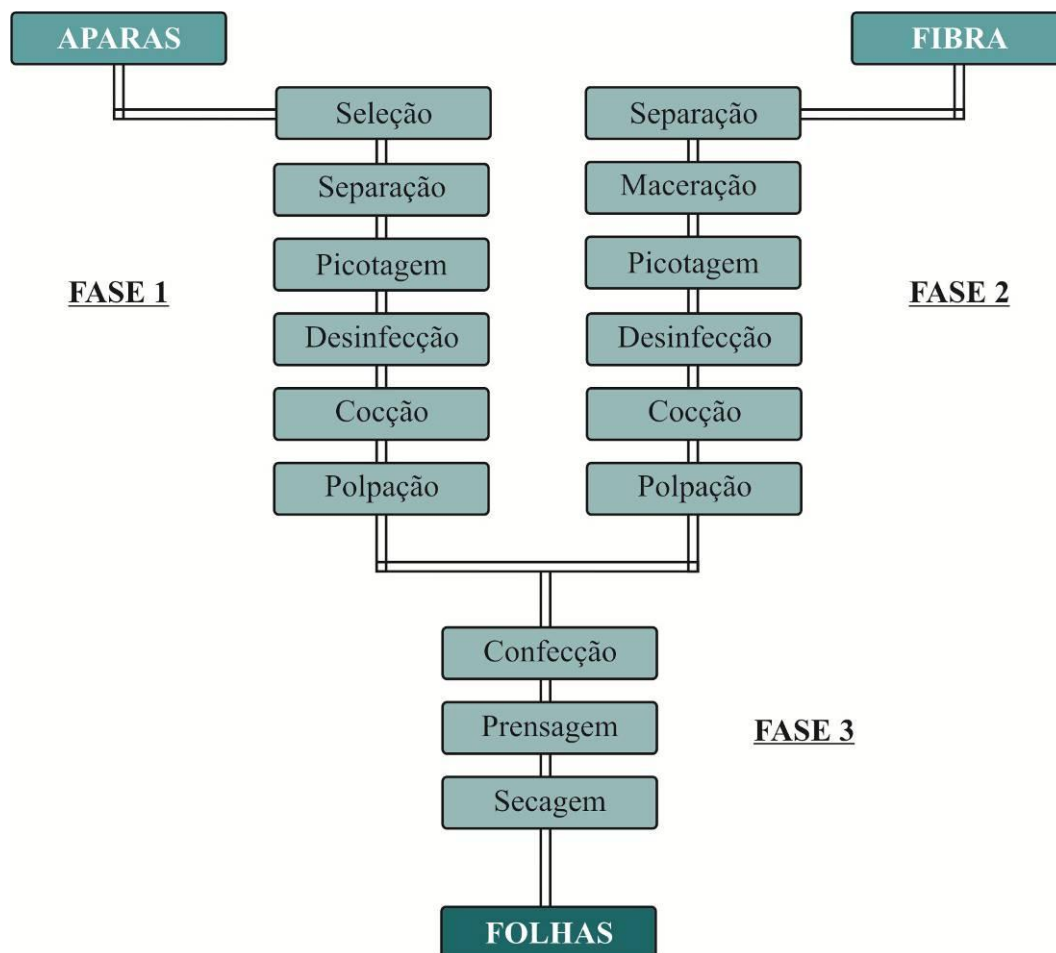 APARAS
FIBRA
Seleção
Separação
Picotagem
Desinfecção
Cocção
Polpação
FASE 1
Separação
Maceração
Picotagem
Desinfecção
Cocção
Polpação
FASE 2
Confecção
Prensagem
Secagem
FASE 3
FOLHAS